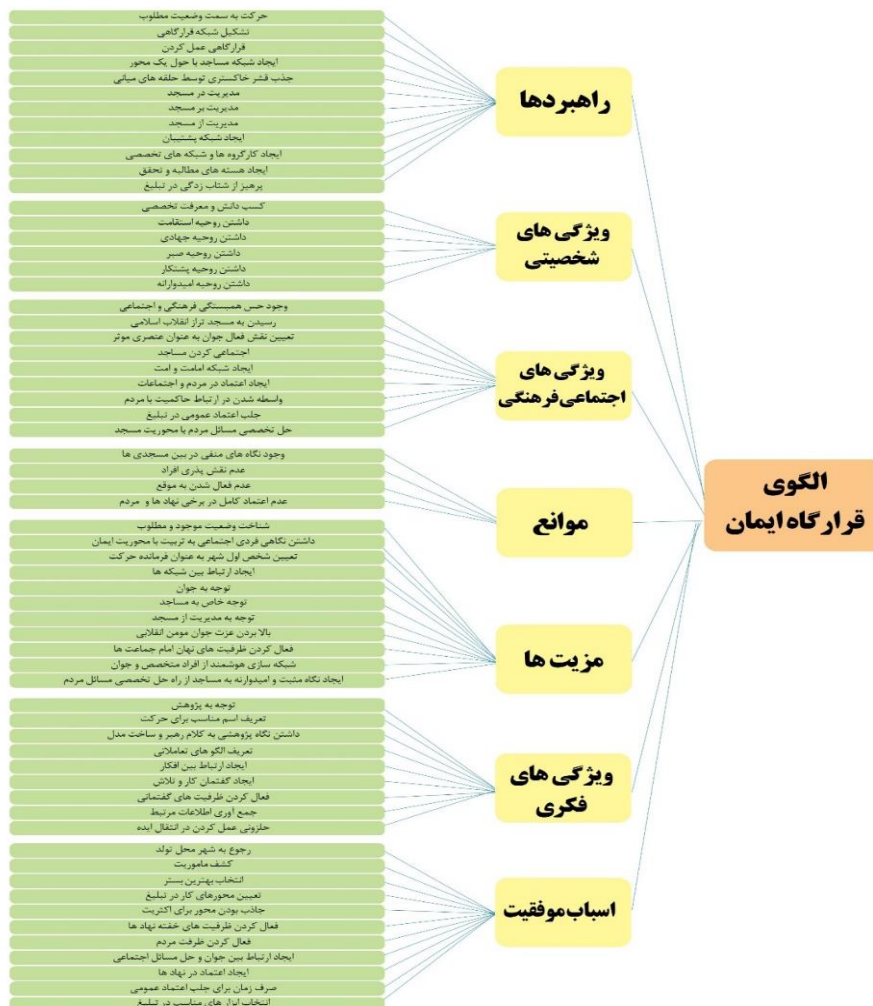 الگوی
قرارگاه ایمان
راهبردها
حرکت به سمت وضعیت مطلوب
تشکیل شبکه قرارگاهی
قرارگاهی عمل کردن
ایجاد شبکه مساجد با حول یک محور
جذب قشر خاکستری توسط حلقه های میانی
مدیریت در مسجد
مدیریت بر مسجد
مدیریت از مسجد
ایجاد شبکه پشتیبان
ایجاد کارگروه ها و شبکه های تخصصی
ایجاد هسته های مطالبه و تحقق
پرهیز از شتاب زدگی در تبلیغ
ویژگی های
شخصیتی
کسب دانش و معرفت تخصصی
داشتن روحیه استقامت
داشتن روحیه جهادی
داشتن روحیه صبر
داشتن روحیه پشتکار
داشتن روحیه امیدوارانه
ویژگی های
اجتماعی فرهنگی
وجود حس همبستگی فرهنگی و اجتماعی
رسیدن به مسجد تراز انقلاب اسلامی
تعیین نقش فعال جوان به عنوان عنصری موثر
اجتماعی کردن مساجد
ایجاد شبکه امامت و امت
ایجاد اعتماد در مردم و اجتماعات
واسطه شدن در ارتباط حاکمیت با مردم
جلب اعتماد عمومی در تبلیغ
حل تخصصی مسائل مردم با محوریت مسجد
موانع
وجود نگاه های منفی در بین مسجدی ها
عدم نقش پذری افراد
عدم فعال شدن به موقع
عدم اعتماد کامل در برخی نهاد ها و مردم
مزیت ها
شناخت وضعیت موجود و مطلوب
داشتن نگاهی فردی اجتماعی به تربیت با محوریت ایمان
تعیین شخص اول شهر به عنوان فرمانده حرکت
ایجاد ارتباط بین شبکه ها
توجه به جوان
توجه خاص به مساجد
توجه به مدیریت از مسجد
بالا بردن عزت جوان مومن انقلابی
فعال کردن ظرفیت های نهان امام جماعت ها
شبکه سازی هوشمند از افراد متخصص و جوان
ایجاد نگاه مثبت و امیدوارنه به مساجد از راه حل تخصصی مسائل مردم
ویژگی های
فکری
توجه به پژوهش
تعریف اسم مناسب برای حرکت
داشتن نگاه پژوهشی به کلام رهبر و ساخت مدل
تعریف الگو های تعاملاتی
ایجاد ارتباط بین افکار
ایجاد گفتمان کار و تلاش
فعال کردن ظرفیت های گفتمانی
جمع آوری اطلاعات مرتبط
حلزونی عمل کردن در انتقال ایده
اسباب موفقیت
رجوع به شهر محل تولد
کشف ماموریت
انتخاب بهترین بستر
تعیین محورهای کار در تبلیغ
جاذب بودن محور برای اکثریت
فعال کردن ظرفیت های خفته نهاد ها
فعال کردن ظرفت مردم
ایجاد ارتباط بین جوان و حل مسائل اجتماعی
ایجاد اعتماد در نهاد ها
صرف زمان برای جلب اعتماد عمومی
انتخاب ابزار های مناسب در تبلیغ